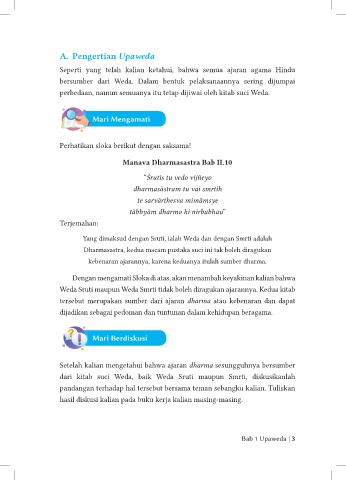 A. Pengertian Upaweda
Seperti yang telah kalian ketahui, bahwa semua ajaran agama Hindu
bersumber dari Weda. Dalam bentuk pelaksanaannya sering dijumpai
perbedaan, namun semuanya itu tetap dijiwai oleh kitab suci Weda.
Mari Mengamati
Perhatikan sloka berikut dengan saksama!
Manava Dharmasastra Bab II.10
"Śrutis tu vedo vijñeyo
dharmaśāstram tu vai smrtih
te sarvārthesva mimāmsye
tābhyām dharmo hi nirbabhau"
Terjemahan:
Yang dimaksud dengan Sruti, ialah Weda dan dengan Smrti adalah
Dharmasastra, kedua macam pustaka suci ini tak boleh diragukan
kebenaran ajarannya, karena keduanya itulah sumber dharma.
Dengan mengamati Sloka di atas, akan menambah keyakinan kalian bahwa
Weda Sruti maupun Weda Smrti tidak boleh diragukan ajarannya. Kedua kitab
tersebut merupakan sumber dari ajaran dharma atau kebenaran dan dapat
dijadikan sebagai pedoman dan tuntunan dalam kehidupan beragama.
Mari Berdiskusi
Setelah kalian mengetahui bahwa ajaran dharma sesungguhnya bersumber
dari kitab suci Weda, baik Weda Sruti maupun Smrti, diskusikanlah
pandangan terhadap hal tersebut bersama teman sebangku kalian. Tuliskan
hasil diskusi kalian pada buku kerja kalian masing-masing.
Bab 1 Upaweda | 3